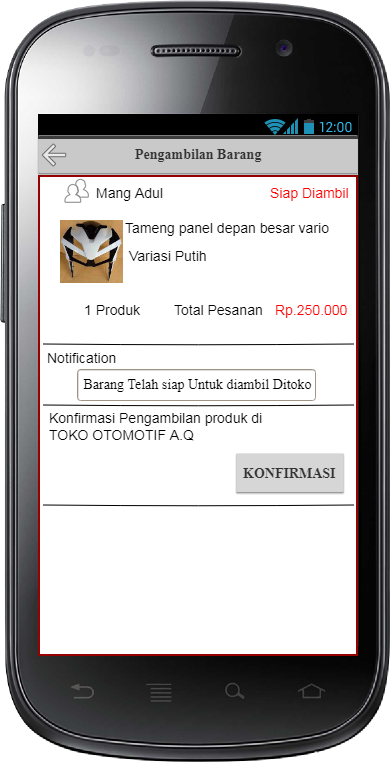 12:00
Pengambilan Barang
Mang Adul Siap Diambil
Tameng panel depan besar vario
Variasi Putih
1 Produk Total Pesanan Rp.250.000
Notification
Barang Telah siap Untuk diambil Ditoko
Konfirmasi Pengambilan produk di
TOKO OTOMOTIF A.Q
KONFIRMASI